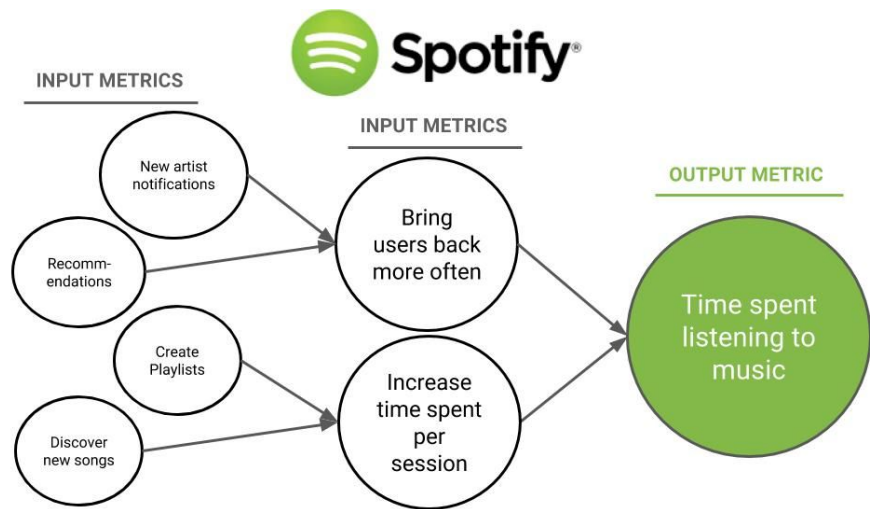 Spotify®
INPUT METRICS
New artist
notifications
Recomm-
endations
Create
Playlists
Discover
new songs
INPUT METRICS
Bring
users back
more often
Increase
time spent
per
session
OUTPUT METRIC
Time spent
listening to
music